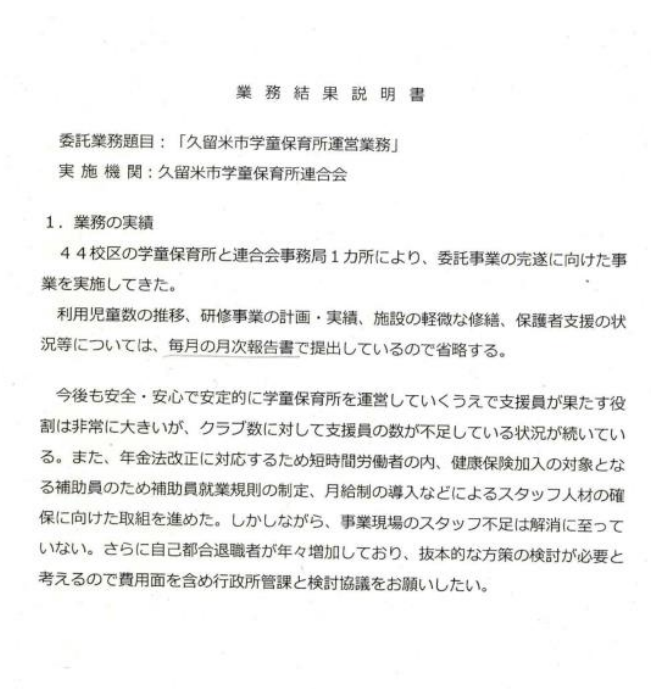 業 務 結 果 説 明 書
委託業務題目：「久留米市学童保育所運営業務」
実 施 機 関：久留米市学童保育所連合会
１．業務の実績
４４校区の学童保育所と連合会事務局１カ所により、委託事業の完遂に向けた事
業を実施してきた。
利用児童数の推移、研修事業の計画・実績、施設の軽微な修繕、保護者支援の状
況等については、毎月の月次報告書で提出しているので省略する。
今後も安全・安心で安定的に学童保育所を運営していくうえで支援員が果たす役
割は非常に大きいが、クラブ数に対して支援員の数が不足している状況が続いてい
る。また、年金法改正に対応するため短時間労働者の内、健康保険加入の対象とな
る補助員のため補助員就業規則の制定、月給制の導入などによるスタッフ人材の確
保に向けた取組を進めた。しかしながら、事業現場のスタッフ不足は解消に至って
いない。さらに自己都合退職者が年々増加しており、抜本的な方策の検討が必要と
考えるので費用面を含め行政所管課と検討協議をお願いしたい。